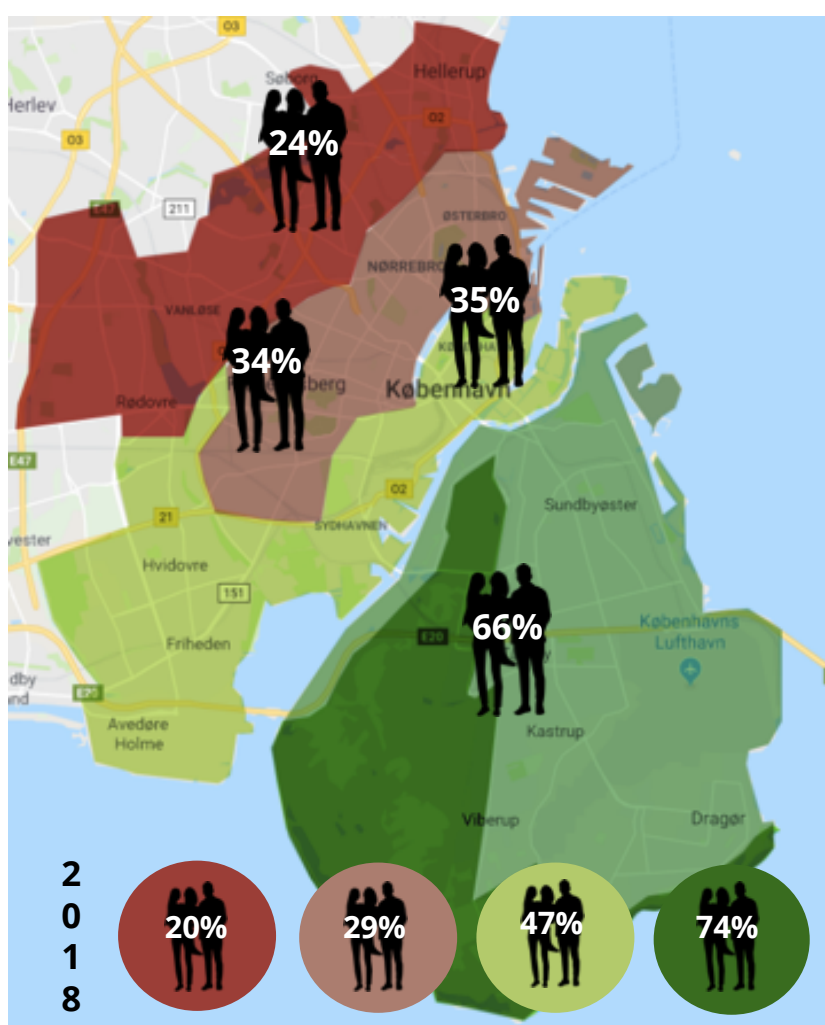 O3
Søborg
Hellerup
Herlev
O2
24%
O3
E47
211
ØSTERBRO
NØRREBRO
35%
VANLØSE
34%
København
Rødovre
E47
O2
21
Sundbyøster
SYDHAVNEN
Hvidovre
151
66%
Københavns
Lufthavn
E20
Friheden
Avedøre
Holme
Kastrup
Viberup
Dragør
2
0
1
8
20%
29%
47%
74%